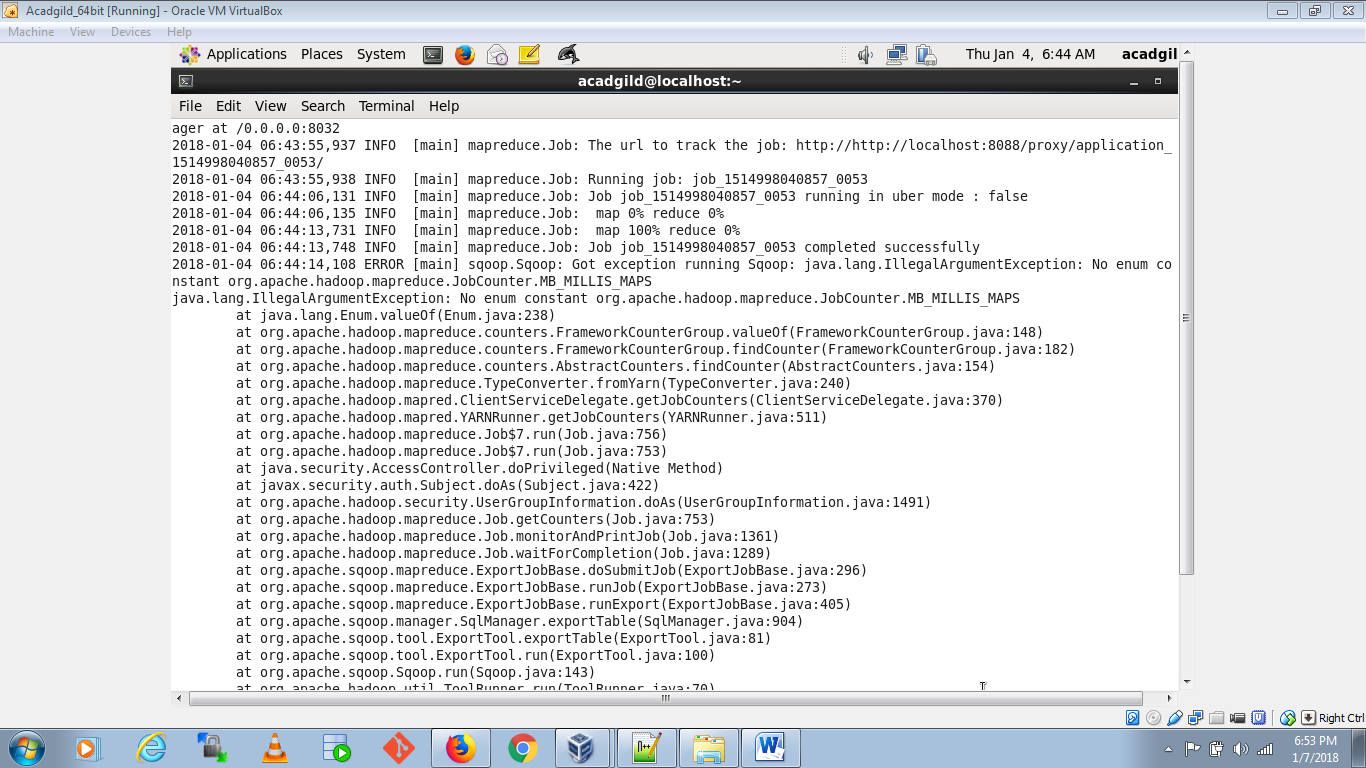 Acadgild_64bit [Running] - Oracle VM VirtualBox
Machine View Devices Help
Applications Places System Thu Jan 4, 6:44 AM acadgil
acadgild@localhost:~
File Edit View Search Terminal Help
ager at /0.0.0.0:8032
2018-01-04 06:43:55,937 INFO  [main] mapreduce.Job: The url to track the job: http://http://localhost:8088/proxy/application_
1514998040857_0053/
2018-01-04 06:43:55,938 INFO  [main] mapreduce.Job: Running job: job_1514998040857_0053
2018-01-04 06:44:06,131 INFO  [main] mapreduce.Job: Job job_1514998040857_0053 running in uber mode : false
2018-01-04 06:44:06,135 INFO  [main] mapreduce.Job:  map 0% reduce 0%
2018-01-04 06:44:13,731 INFO  [main] mapreduce.Job:  map 100% reduce 0%
2018-01-04 06:44:13,748 INFO  [main] mapreduce.Job: Job job_1514998040857_0053 completed successfully
2018-01-04 06:44:14,108 ERROR [main] sqoop.Sqoop: Got exception running Sqoop: java.lang.IllegalArgumentException: No enum co
nstant org.apache.hadoop.mapreduce.JobCounter.MB_MILLIS_MAPS
java.lang.IllegalArgumentException: No enum constant org.apache.hadoop.mapreduce.JobCounter.MB_MILLIS_MAPS
at java.lang.Enum.valueOf(Enum.java:238)
at org.apache.hadoop.mapreduce.counters.FrameworkCounterGroup.valueOf(FrameworkCounterGroup.java:148)
at org.apache.hadoop.mapreduce.counters.FrameworkCounterGroup.findCounter(FrameworkCounterGroup.java:182)
at org.apache.hadoop.mapreduce.counters.AbstractCounters.findCounter(AbstractCounters.java:154)
at org.apache.hadoop.mapreduce.TypeConverter.fromYarn(TypeConverter.java:240)
at org.apache.hadoop.mapred.ClientServiceDelegate.getJobCounters(ClientServiceDelegate.java:370)
at org.apache.hadoop.mapred.YARNRunner.getJobCounters(YARNRunner.java:511)
at org.apache.hadoop.mapreduce.Job$7.run(Job.java:756)
at org.apache.hadoop.mapreduce.Job$7.run(Job.java:753)
at java.security.AccessController.doPrivileged(Native Method)
at javax.security.auth.Subject.doAs(Subject.java:422)
at org.apache.hadoop.security.UserGroupInformation.doAs(UserGroupInformation.java:1491)
at org.apache.hadoop.mapreduce.Job.getCounters(Job.java:753)
at org.apache.hadoop.mapreduce.Job.monitorAndPrintJob(Job.java:1361)
at org.apache.hadoop.mapreduce.Job.waitForCompletion(Job.java:1289)
at org.apache.sqoop.mapreduce.ExportJobBase.doSubmitJob(ExportJobBase.java:296)
at org.apache.sqoop.mapreduce.ExportJobBase.runJob(ExportJobBase.java:273)
at org.apache.sqoop.mapreduce.ExportJobBase.runExport(ExportJobBase.java:405)
at org.apache.sqoop.manager.SqlManager.exportTable(SqlManager.java:904)
at org.apache.sqoop.tool.ExportTool.exportTable(ExportTool.java:81)
at org.apache.sqoop.tool.ExportTool.run(ExportTool.java:100)
at org.apache.sqoop.Sqoop.run(Sqoop.java:143)
at org.apache.hadoop.util.ToolRunner.run(ToolRunner.java:70)
Right Ctrl
6:53 PM
1/7/2018